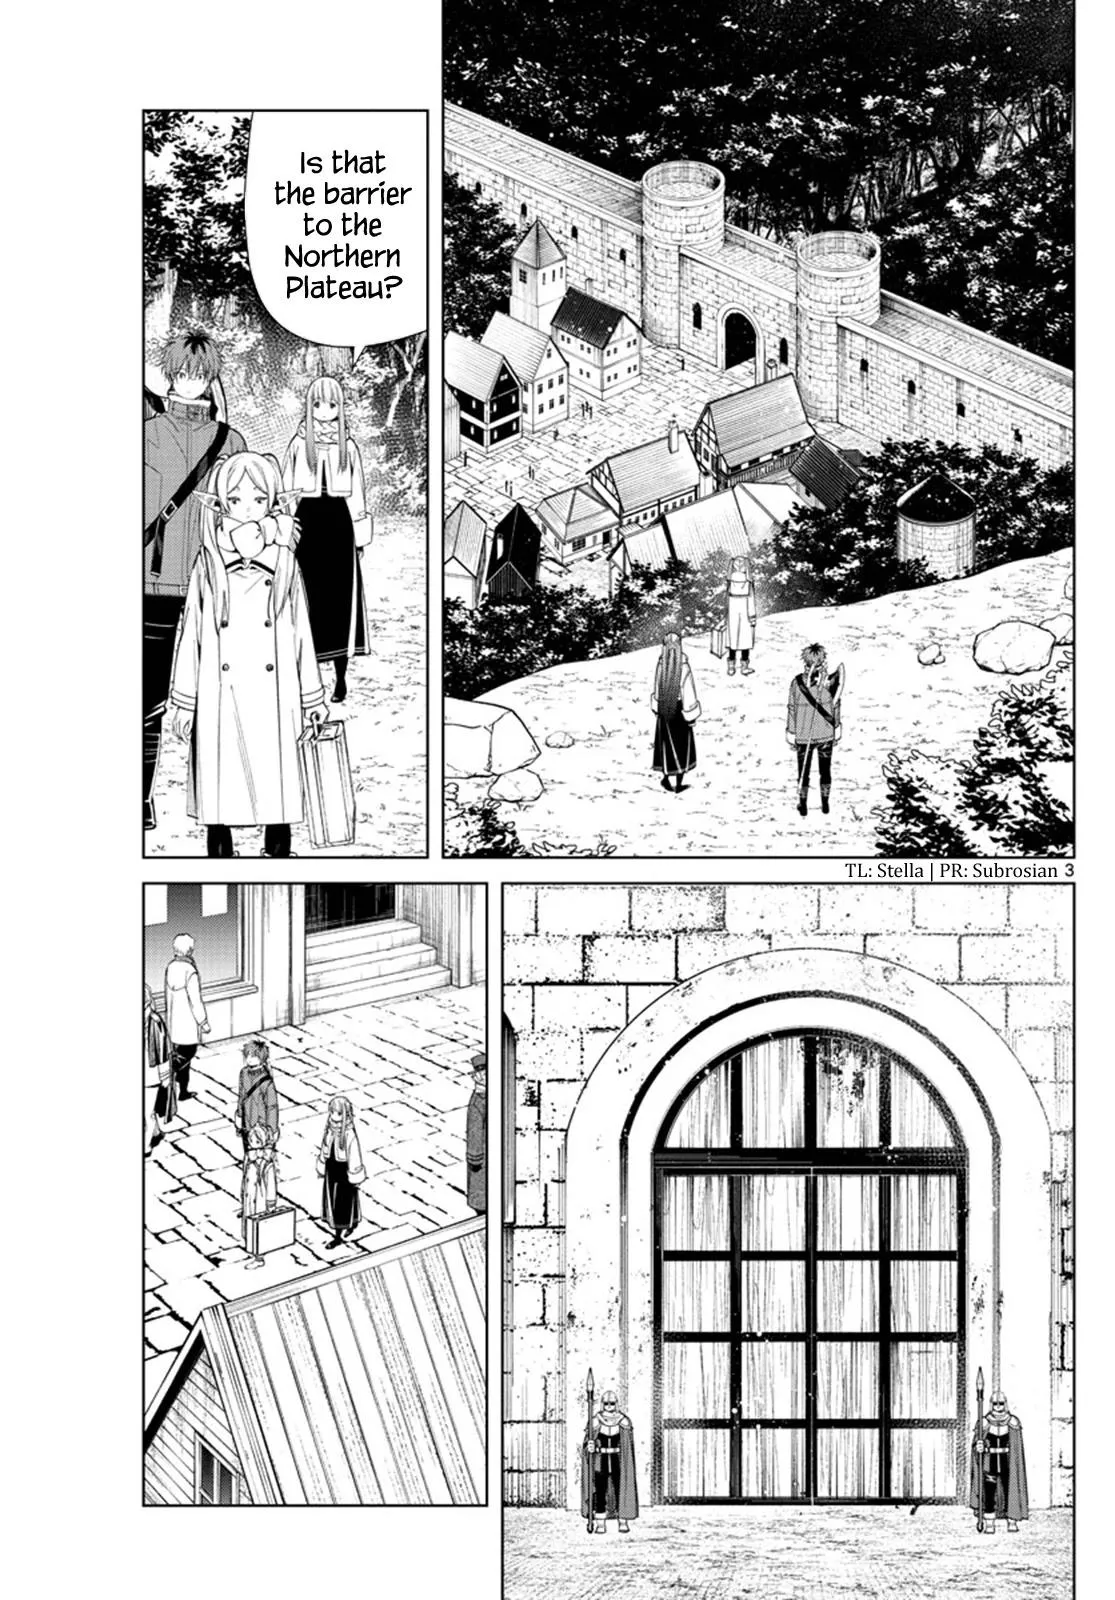 Is that
the barrier
to the
Northern
Plateau?
TL: Stella | PR: Subrosian 3